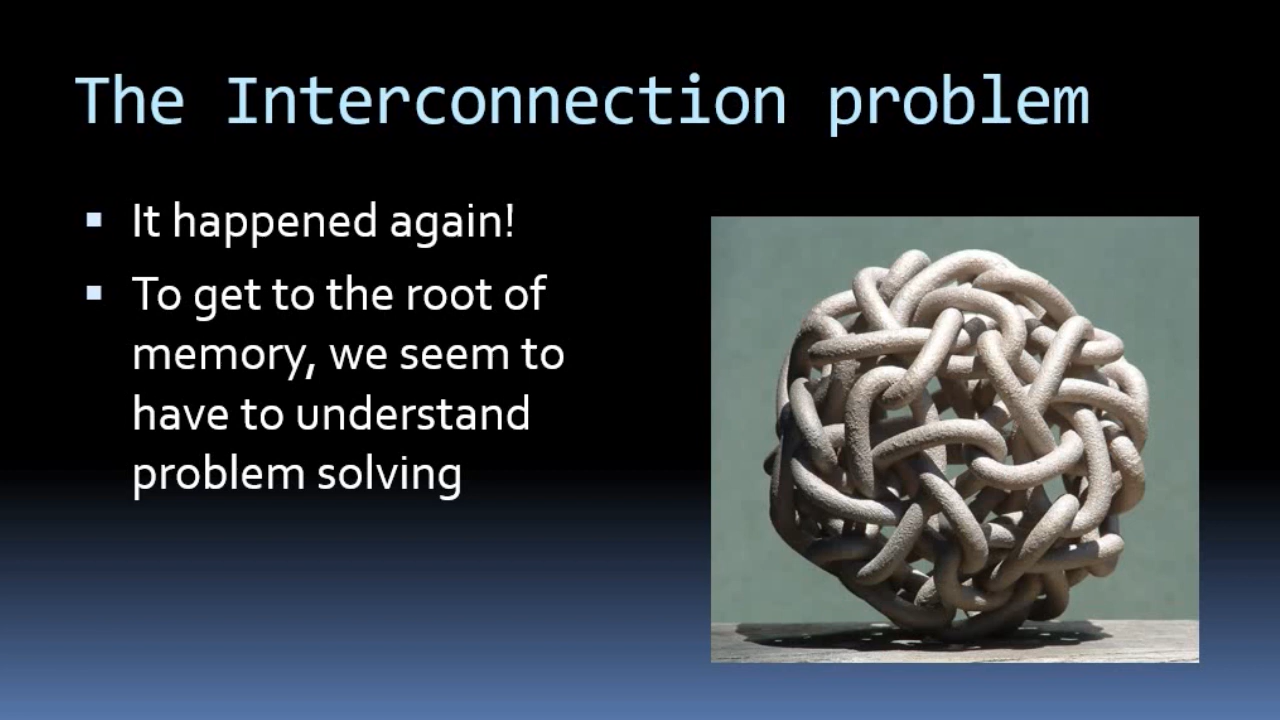 The Interconnection problem
It happened again!
To get to the root of
memory, we seem to
have to understand
problem solving